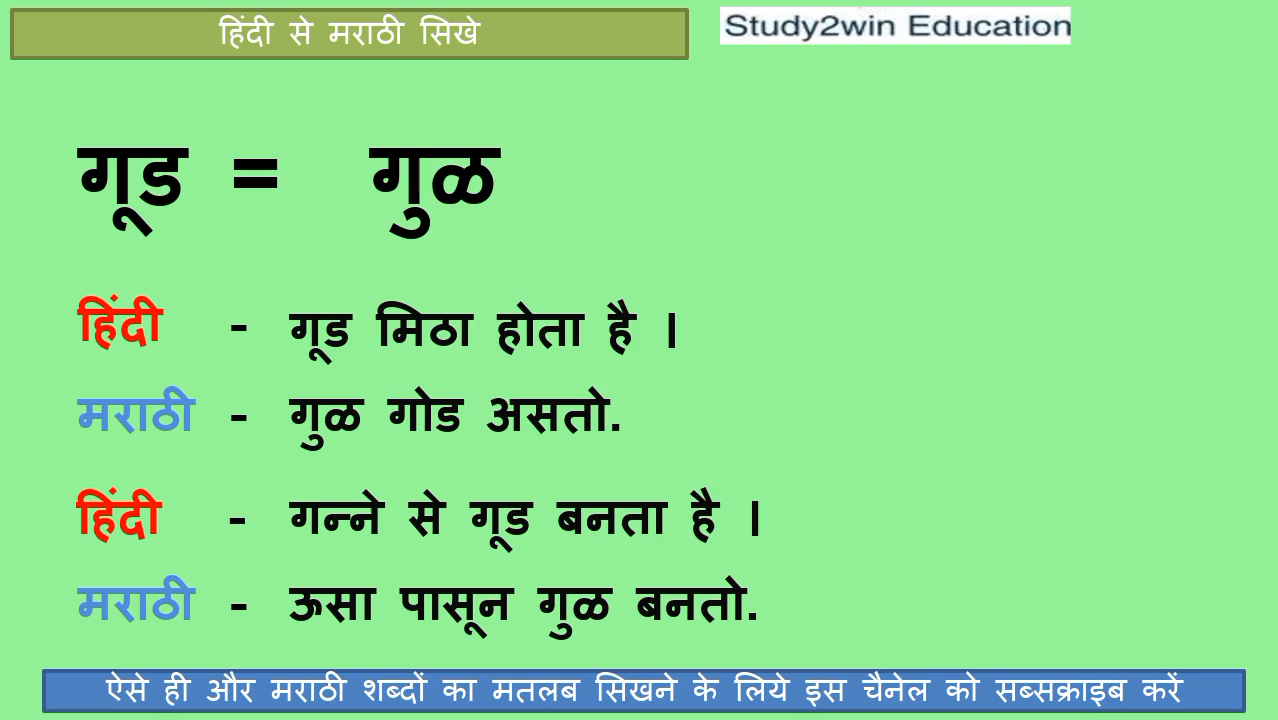 हिंदी से मराठी सिखे
Study2win Education
गूड = गुळ
हिंदी - गूड मिठा होता है ।
मराठी - गुळ गोड असतो.
हिंदी - गन्ने से गूड बनता है ।
मराठी - ऊसा पासून गुळ बनतो.
ऐसे ही और मराठी शब्दों का मतलब सिखने के लिये इस चैनेल को सब्सक्राइब करें